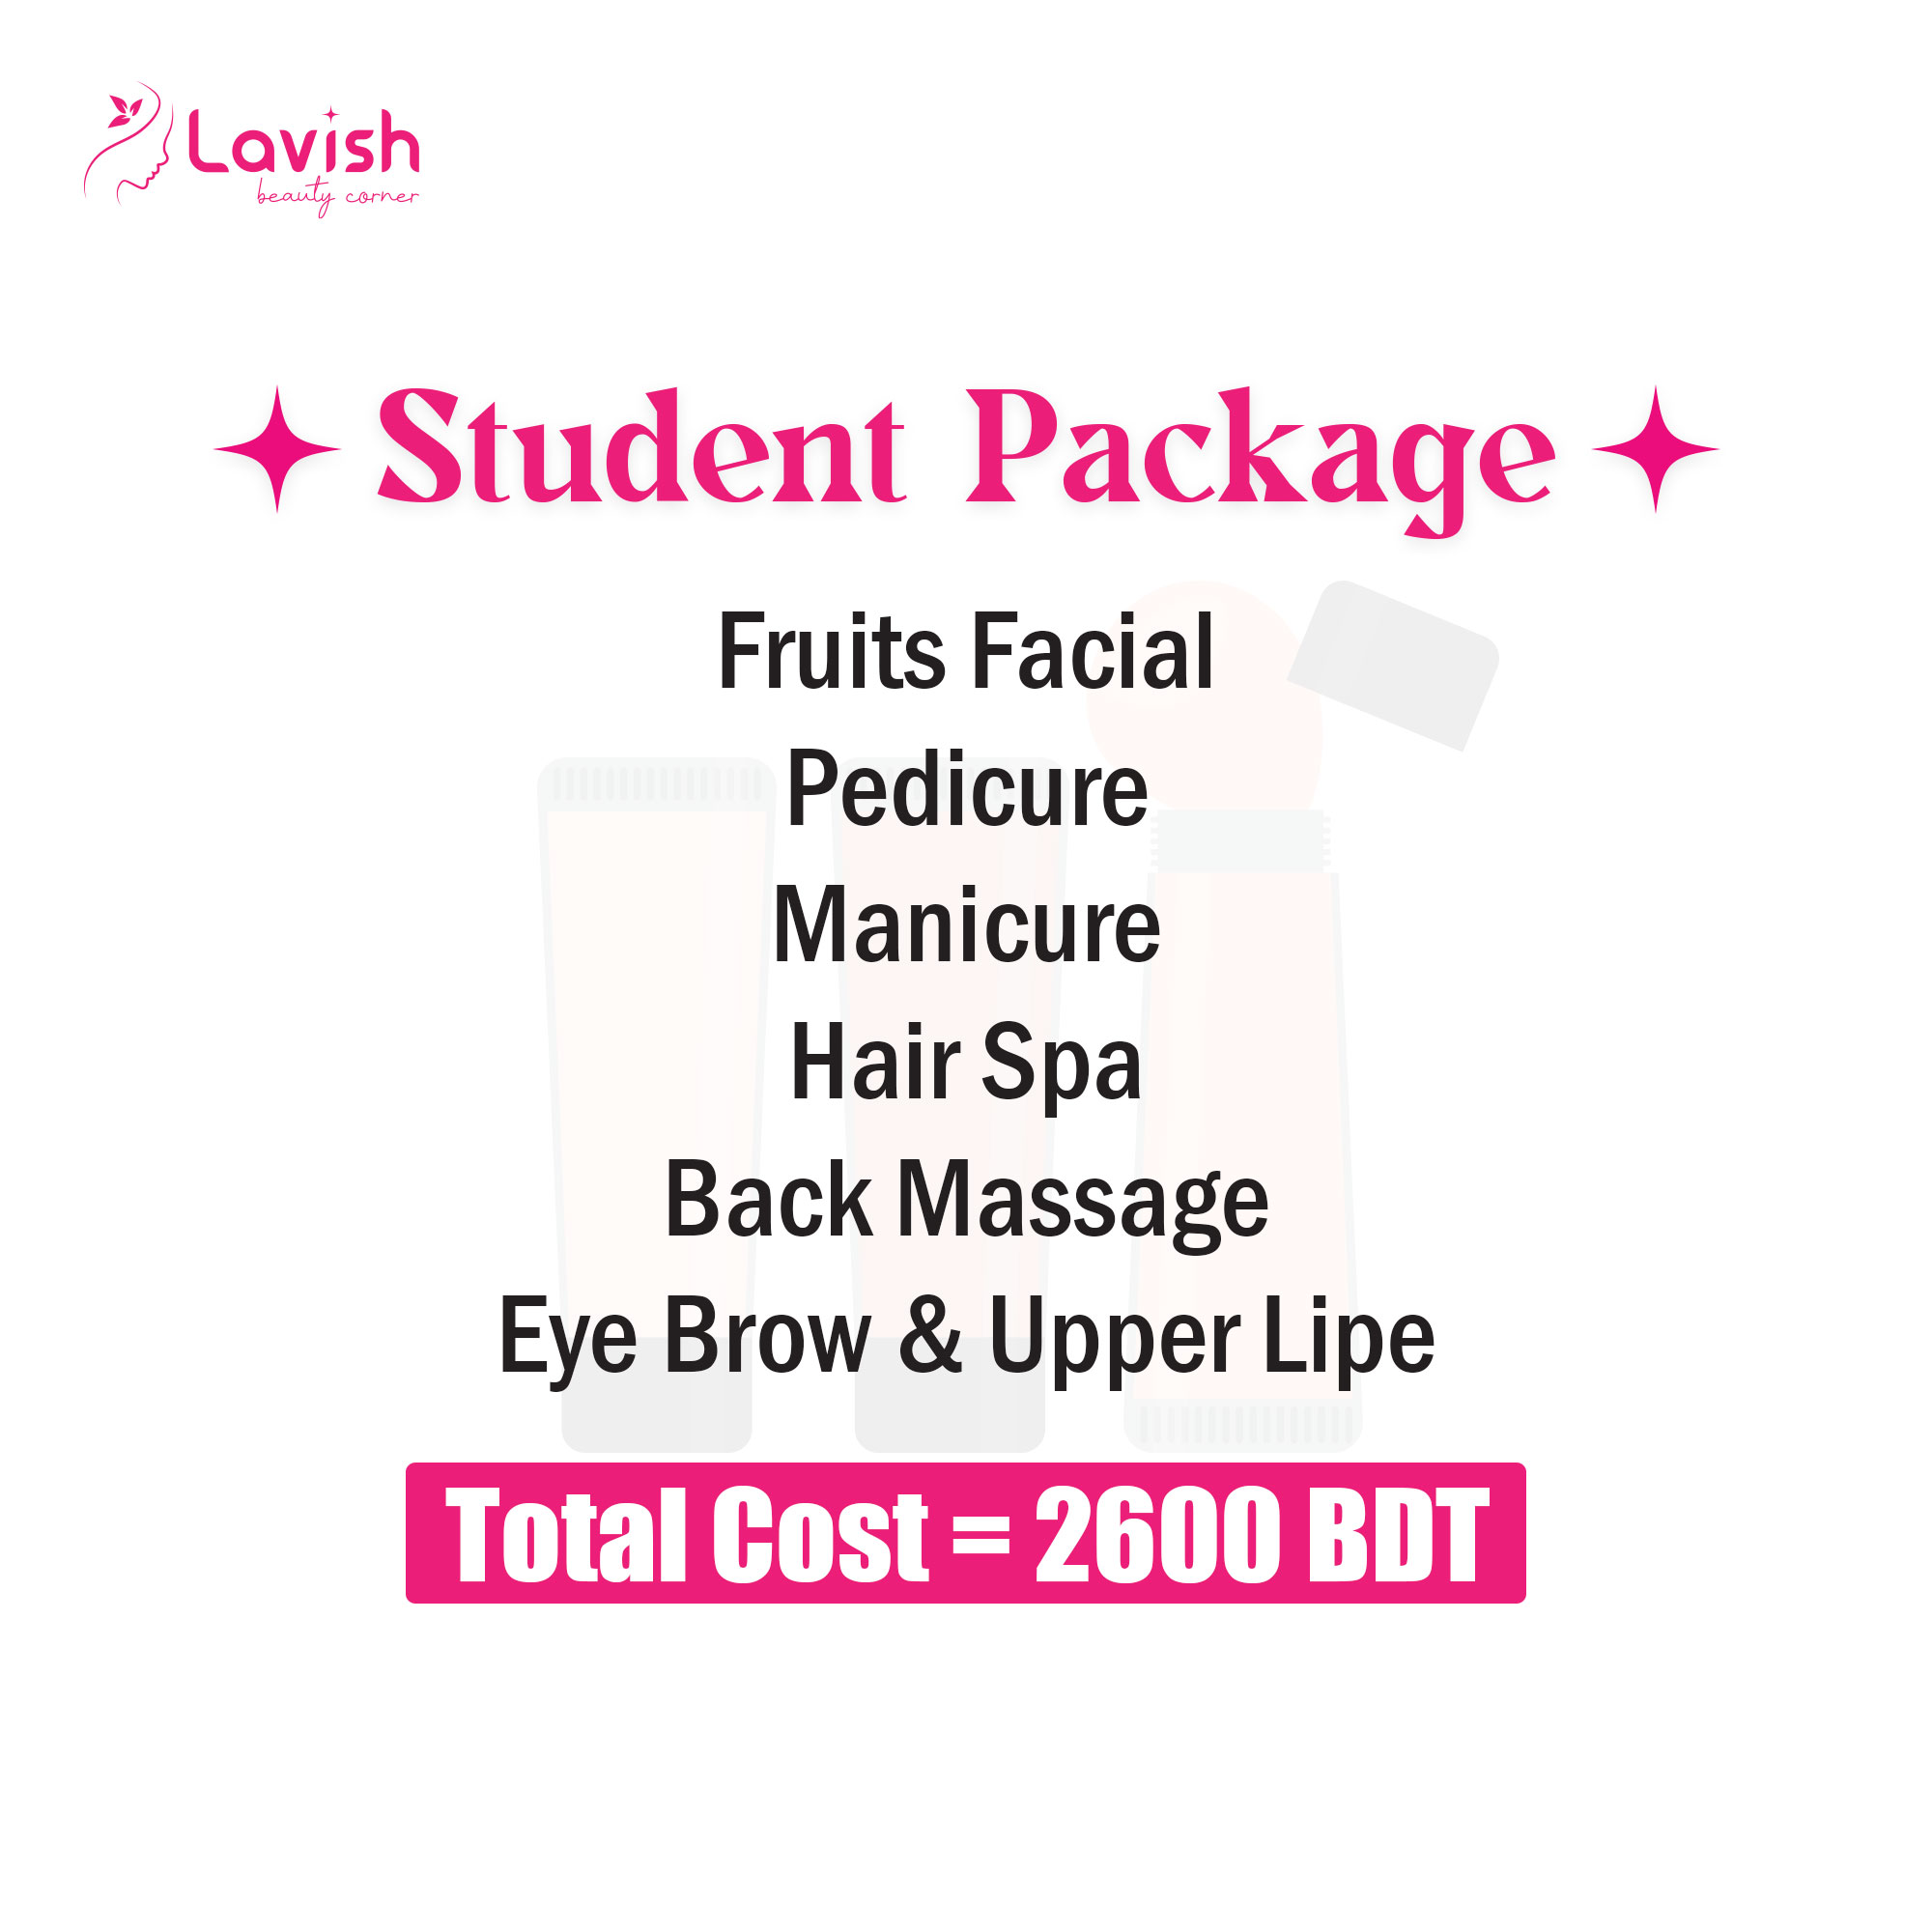 Lavish
beauty corner
Student Package
Fruits Facial
Pedicure
Manicure
Hair Spa
Back Massage
Eye Brow & Upper Lipe
Total Cost = 2600 BDT